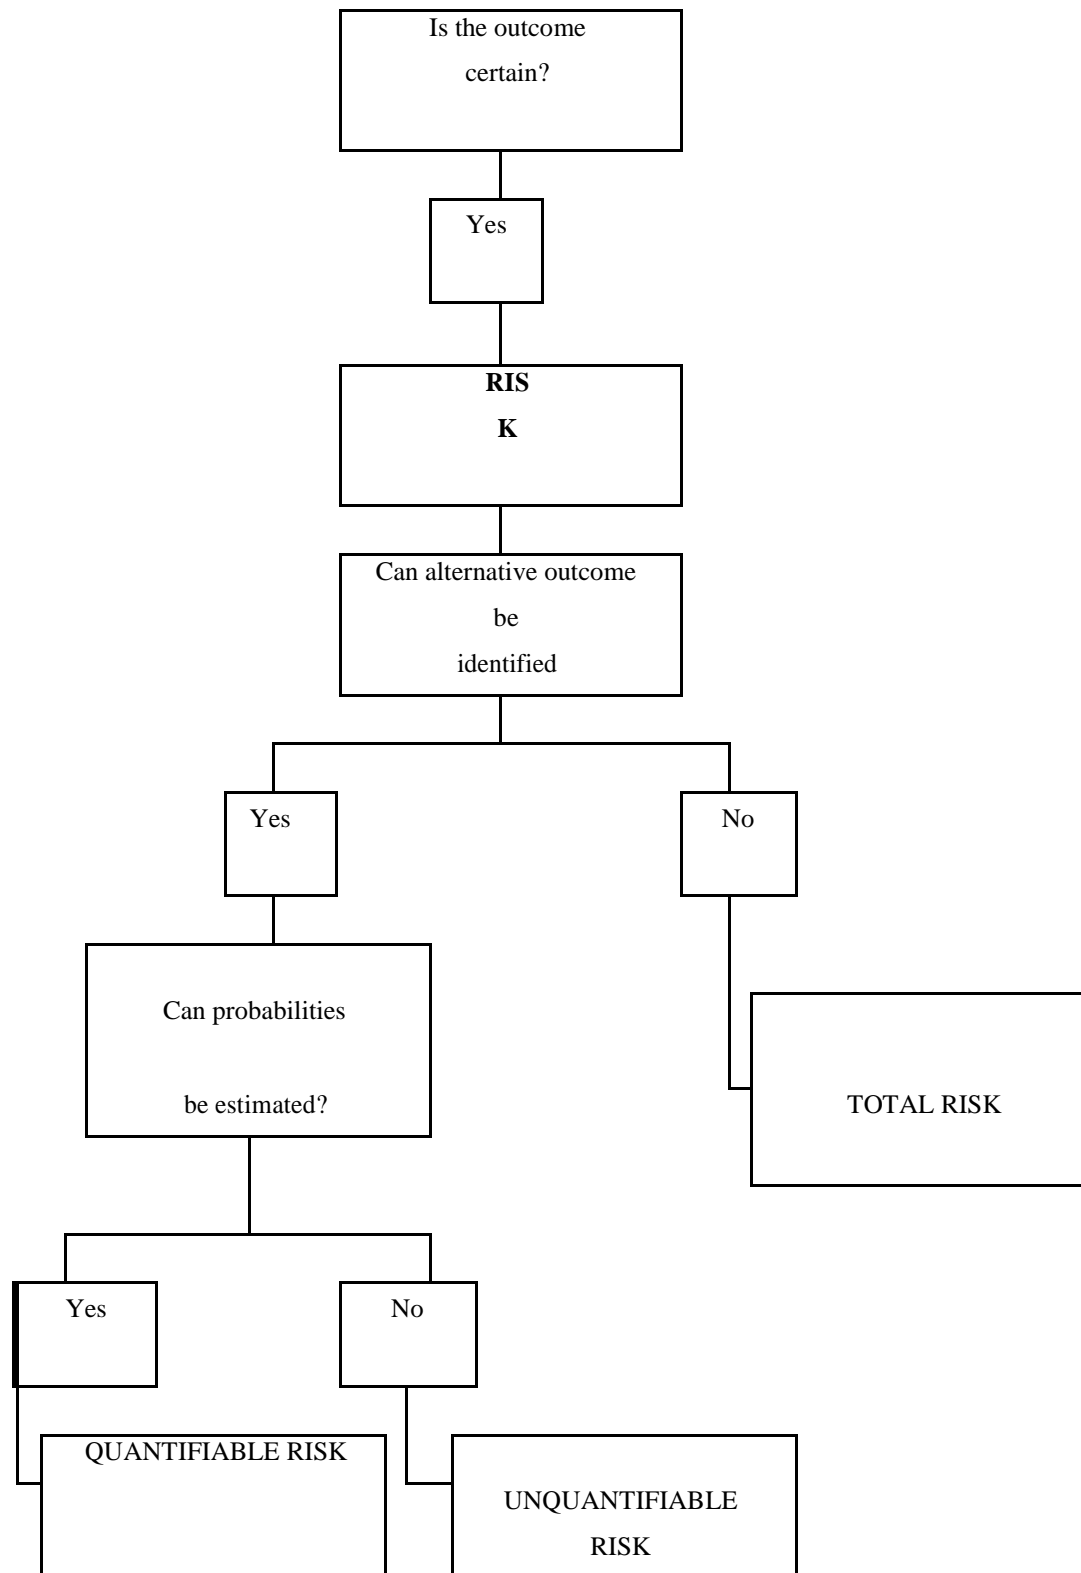 Is the outcome
certain?
Yes
RIS
K
Can alternative outcome
be
identified
Yes
No
Can probabilities
be estimated?
TOTAL RISK
Yes
No
QUANTIFIABLE RISK
UNQUANTIFIABLE
RISK